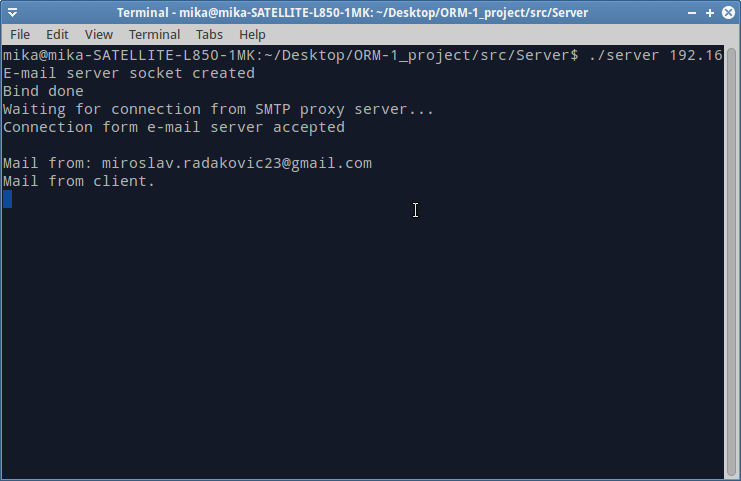 Terminal - mika@mika-SATELLITE-L850-1MK: ~/Desktop/ORM-1_project/src/Server
File Edit View Terminal Tabs Help
mika@mika-SATELLITE-L850-1MK:~/Desktop/ORM-1_project/src/Server$ ./server 192.16
E-mail server socket created
Bind done
Waiting for connection from SMTP proxy server...
Connection form e-mail server accepted
Mail from: miroslav.radakovic23@gmail.com
Mail from client.